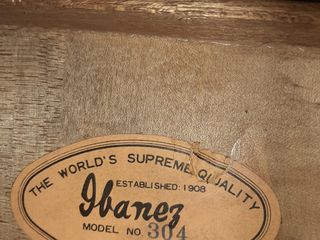 THE WORLD'S SUPREME QUALITY
ESTABLISHED: 1908
Ibanez
MODEL NO. 304